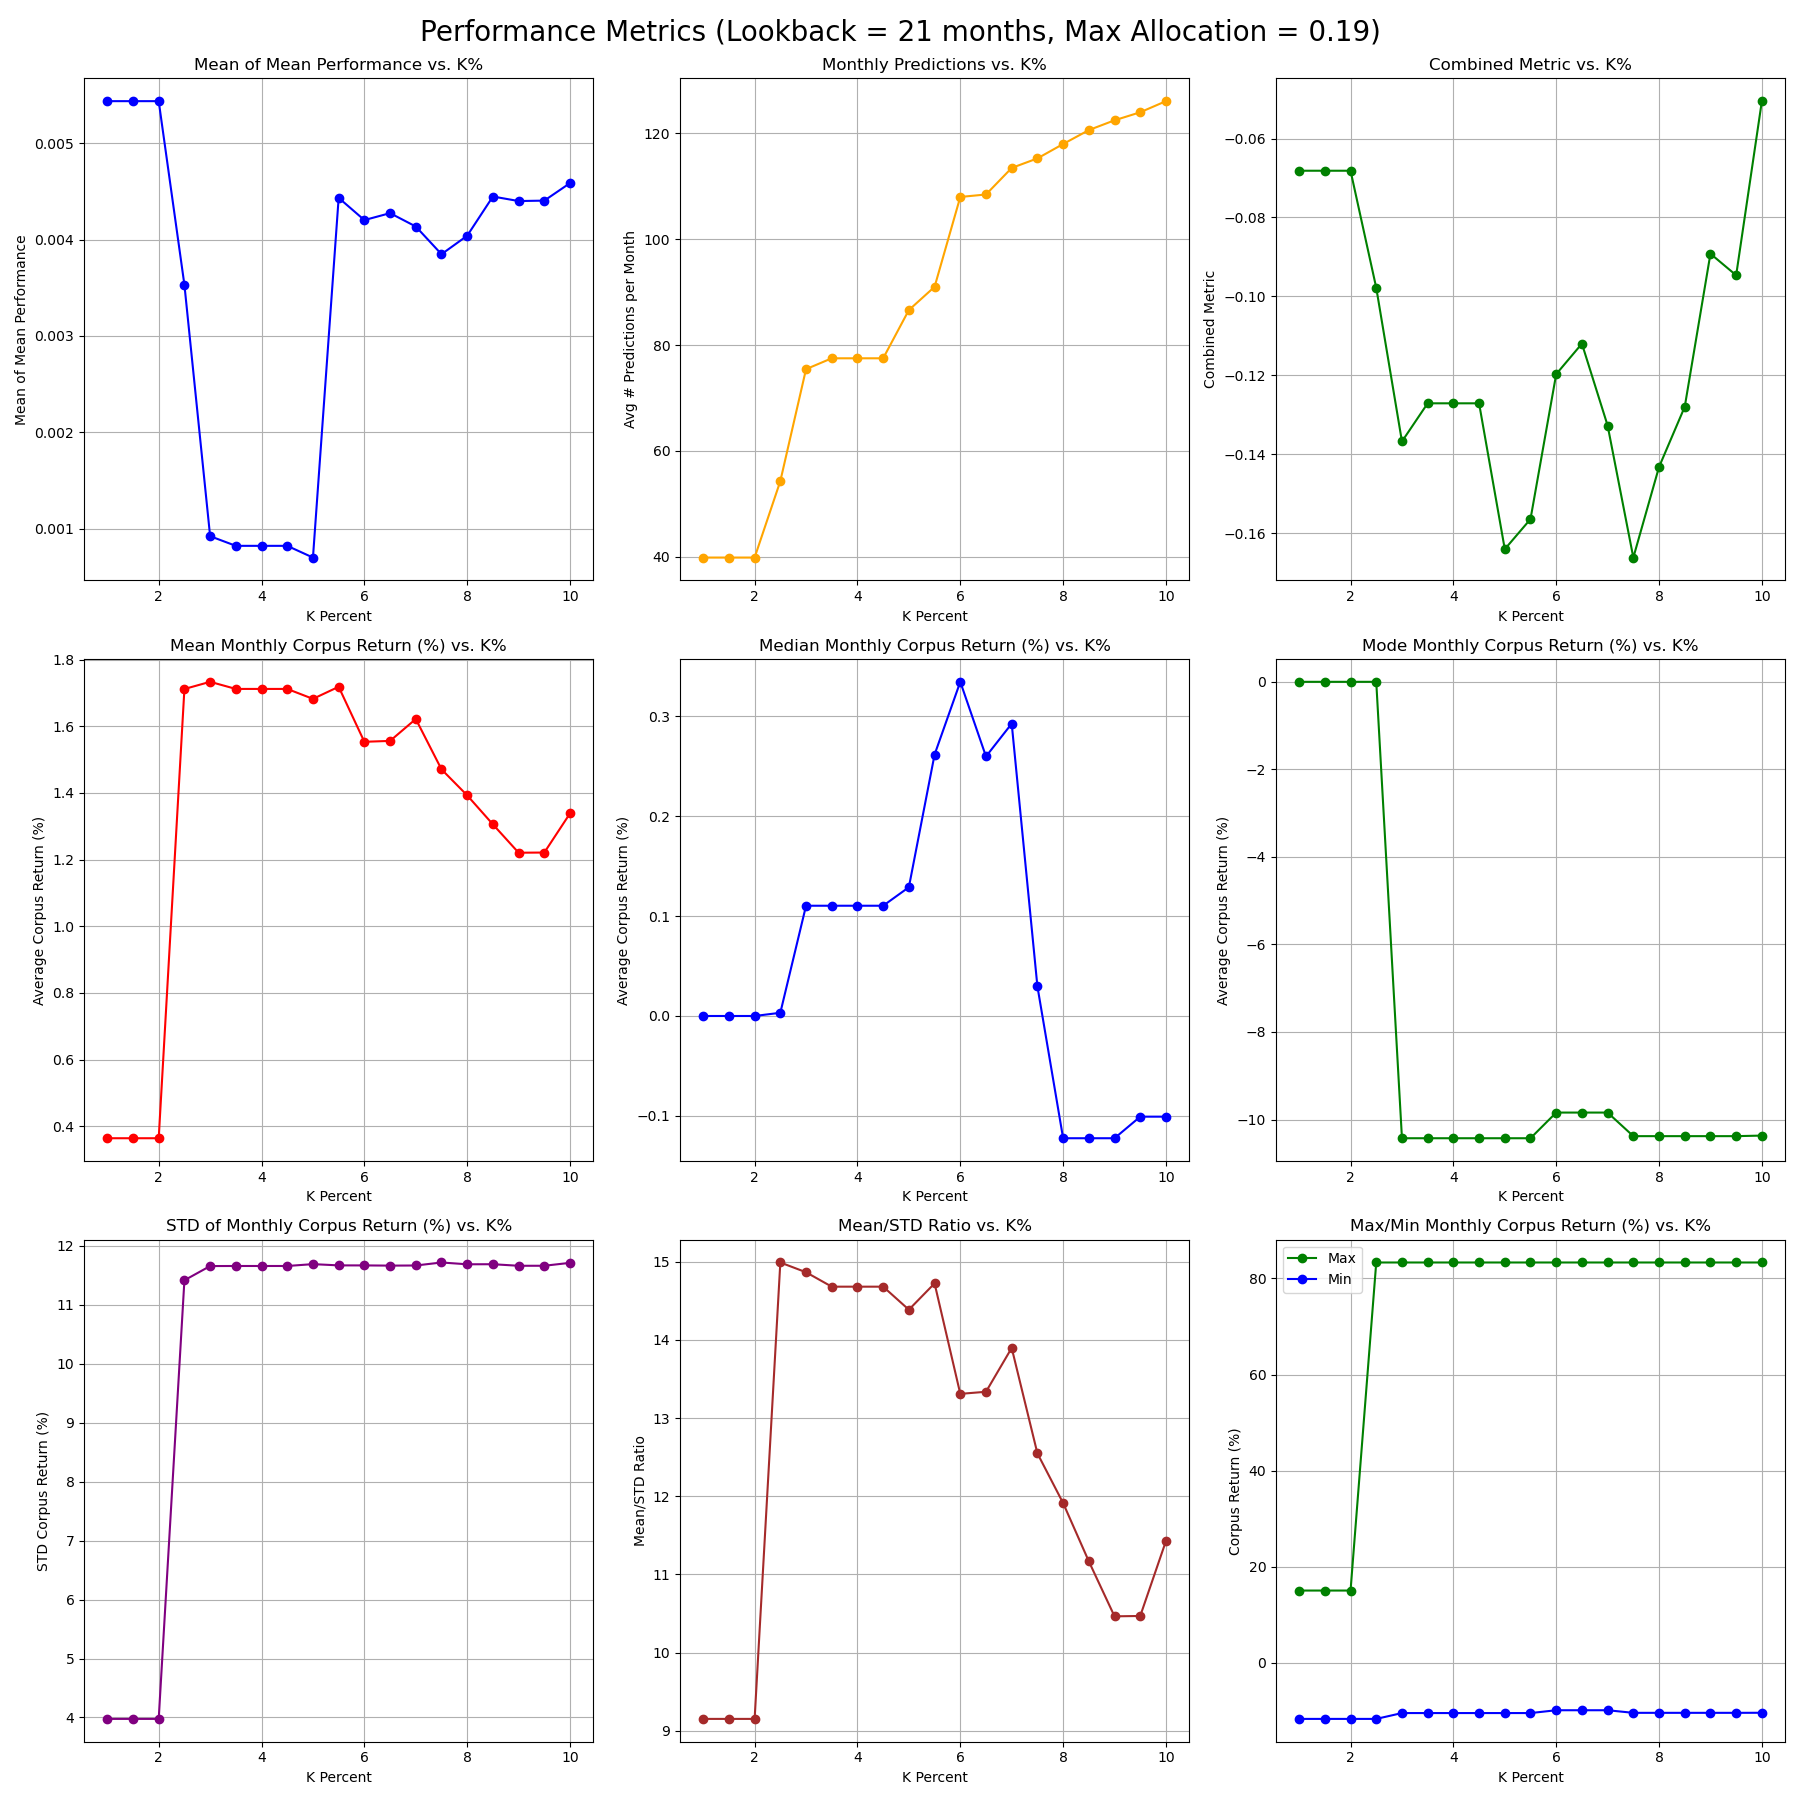 Performance Metrics (Lookback = 21 months, Max Allocation = 0.19)
Mean of Mean Performance vs. K%
Mean of Mean Performance
0.005
0.004
0.003
0.002
0.001
2 4 6 8 10
K Percent
Monthly Predictions vs. K%
Avg # Predictions per Month
120
100
80
60
40
2 4 6 8 10
K Percent
Combined Metric vs. K%
Combined Metric
−0.06
−0.08
−0.10
−0.12
−0.14
−0.16
2 4 6 8 10
K Percent
Mean Monthly Corpus Return (%) vs. K%
Average Corpus Return (%)
1.8
1.6
1.4
1.2
1.0
0.8
0.6
0.4
2 4 6 8 10
K Percent
Median Monthly Corpus Return (%) vs. K%
Average Corpus Return (%)
0.3
0.2
0.1
0.0
−0.1
2 4 6 8 10
K Percent
Mode Monthly Corpus Return (%) vs. K%
Average Corpus Return (%)
0
−2
−4
−6
−8
−10
2 4 6 8 10
K Percent
STD of Monthly Corpus Return (%) vs. K%
STD Corpus Return (%)
12
11
10
9
8
7
6
5
4
2 4 6 8 10
K Percent
Mean/STD Ratio vs. K%
Mean/STD Ratio
15
14
13
12
11
10
9
2 4 6 8 10
K Percent
Max/Min Monthly Corpus Return (%) vs. K%
Max
Min
Corpus Return (%)
80
60
40
20
0
2 4 6 8 10
K Percent